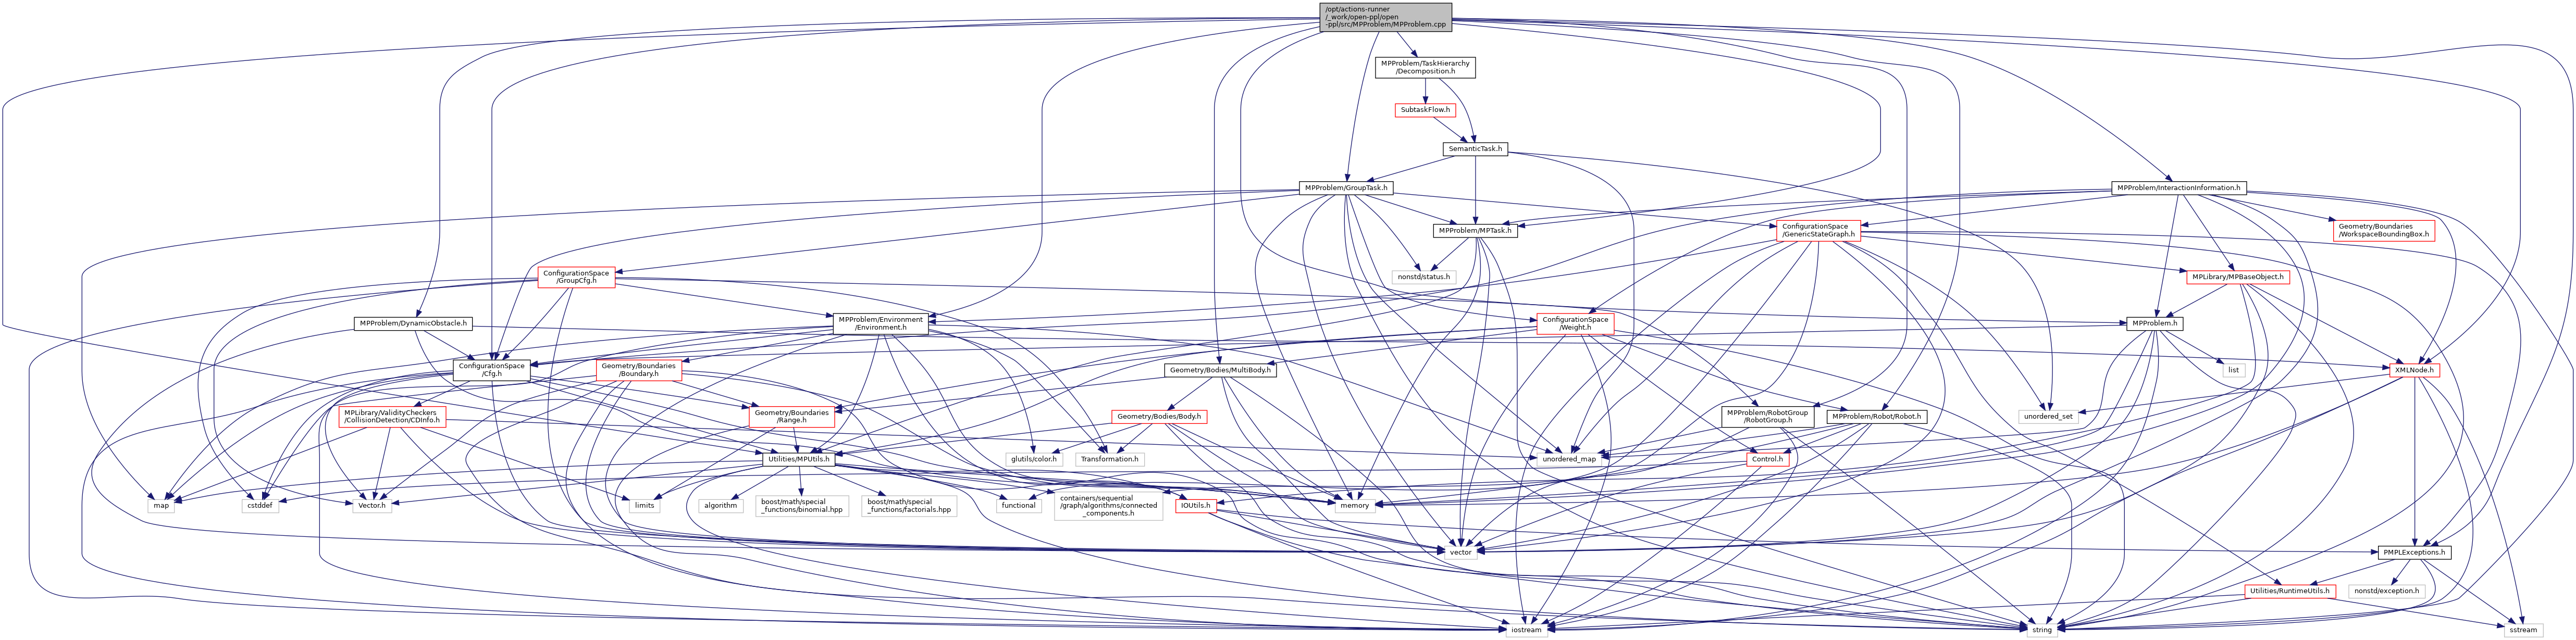 /opt/actions-runner
/_work/open-ppl/open
-ppl/src/MPProblem/MPProblem.cpp
MPProblem/TaskHierarchy
/Decomposition.h
SubtaskFlow.h
SemanticTask.h
MPProblem/GroupTask.h
MPProblem/InteractionInformation.h
MPProblem/MPTask.h
ConfigurationSpace
/GenericStateGraph.h
Geometry/Boundaries
/WorkspaceBoundingBox.h
ConfigurationSpace
/GroupCfg.h
nonstd/status.h
MPLibrary/MPBaseObject.h
MPProblem/DynamicObstacle.h
MPProblem/Environment
/Environment.h
ConfigurationSpace
/Weight.h
MPProblem.h
ConfigurationSpace
/Cfg.h
Geometry/Boundaries
/Boundary.h
Geometry/Bodies/MultiBody.h
list
XMLNode.h
MPLibrary/ValidityCheckers
/CollisionDetection/CDInfo.h
Geometry/Boundaries
/Range.h
Geometry/Bodies/Body.h
MPProblem/RobotGroup
/RobotGroup.h
MPProblem/Robot/Robot.h
unordered_set
Utilities/MPUtils.h
glutils/color.h
Transformation.h
unordered_map
Control.h
map
cstddef
Vector.h
limits
algorithm
boost/math/special
_functions/binomial.hpp
boost/math/special
_functions/factorials.hpp
functional
containers/sequential
/graph/algorithms/connected
_components.h
IOUtils.h
memory
vector
PMPLExceptions.h
Utilities/RuntimeUtils.h
nonstd/exception.h
iostream
string
sstream